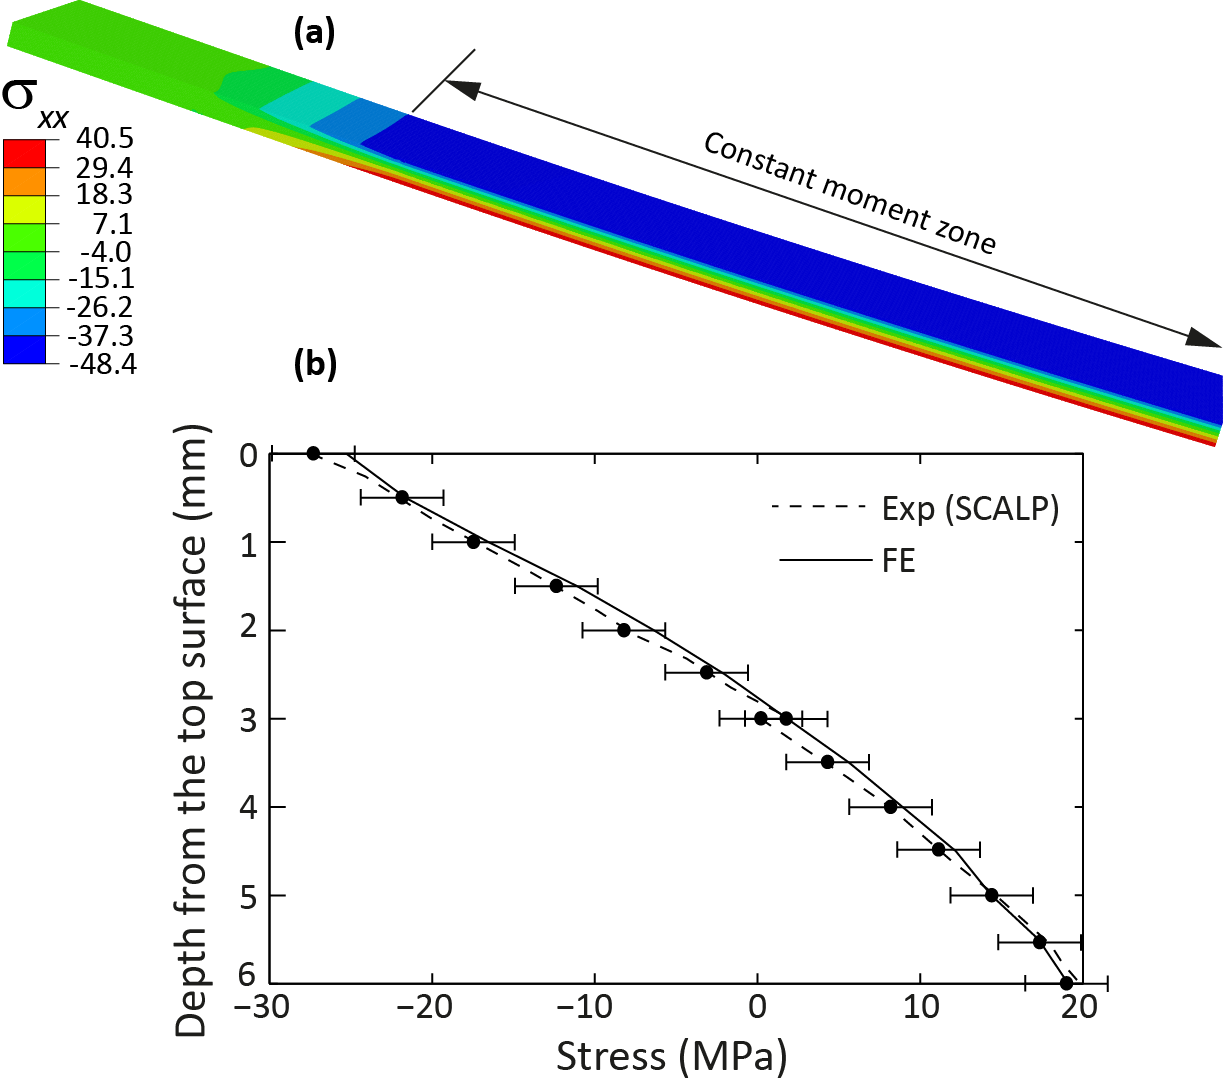 (a)
σxx
40.5
29.4
18.3
7.1
-4.0
-15.1
-26.2
-37.3
-48.4
Constant moment zone
(b)
Exp (SCALP)
FE
Depth from the top surface (mm)
0
1
2
3
4
5
6
−30 −20 −10 0 10 20
Stress (MPa)